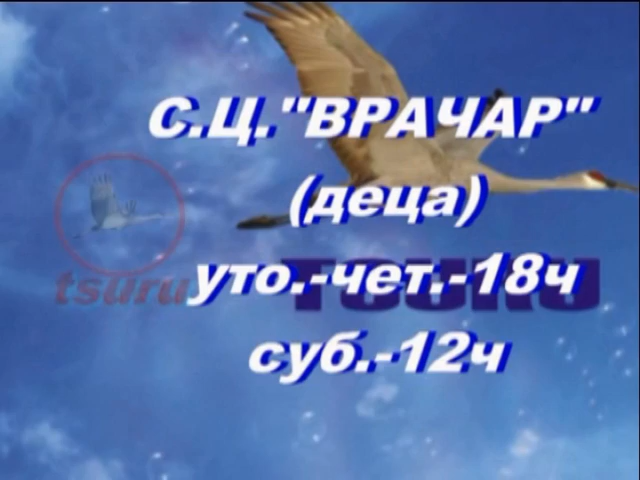 С.Ц."ВРАЧАР"
(деца)
уто.-чет.-18ч
суб.-12ч
tsuru
TSURU